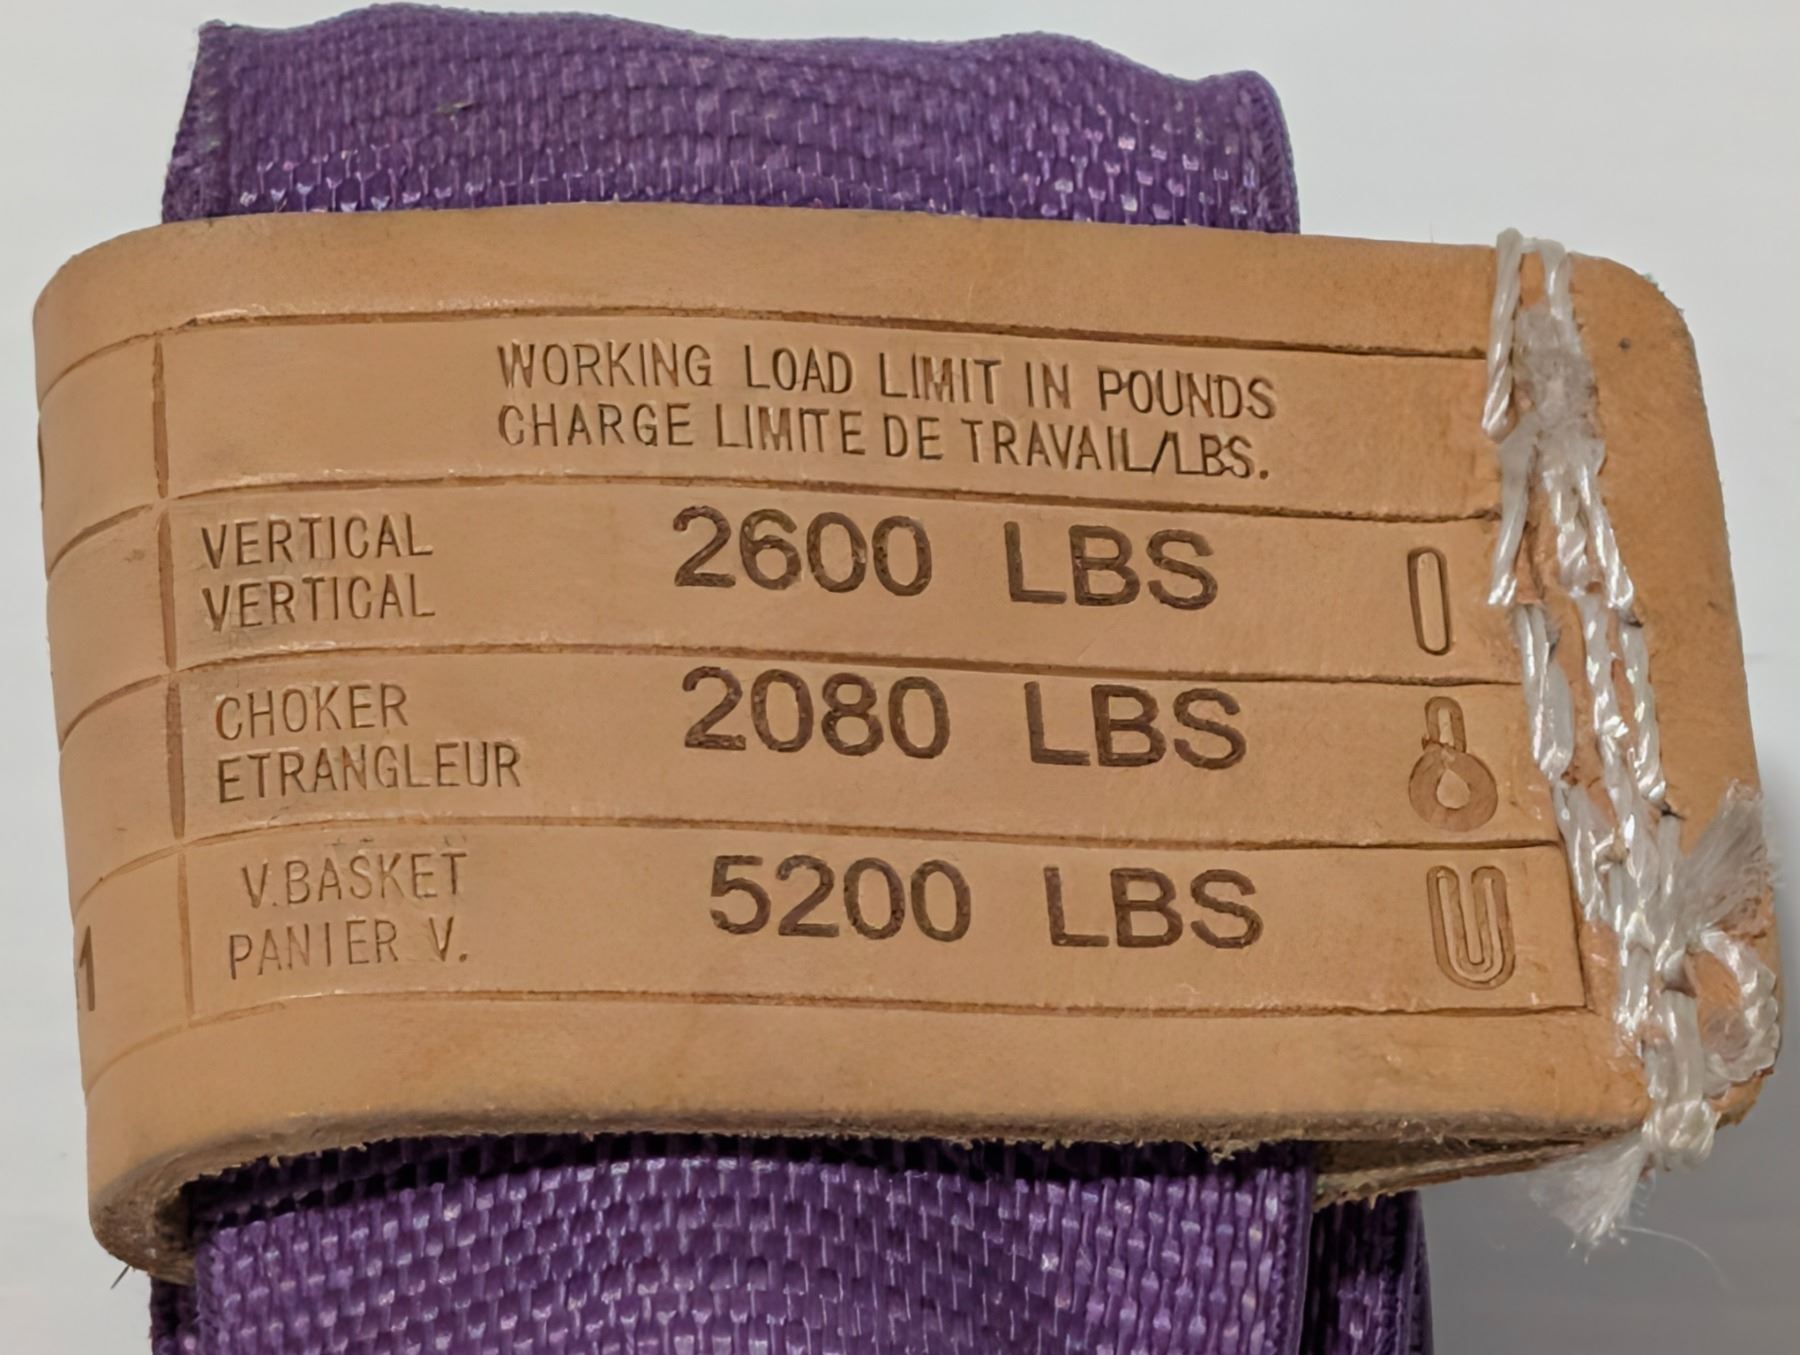 WORKING LOAD LIMIT IN POUNDS
CHARGE LIMITE DE TRAVAIL/LBS.
VERTICAL
VERTICAL
2600 LBS
CHOKER
ETRANGLEUR
2080 LBS
V.BASKET
PANIER V.
5200 LBS
1